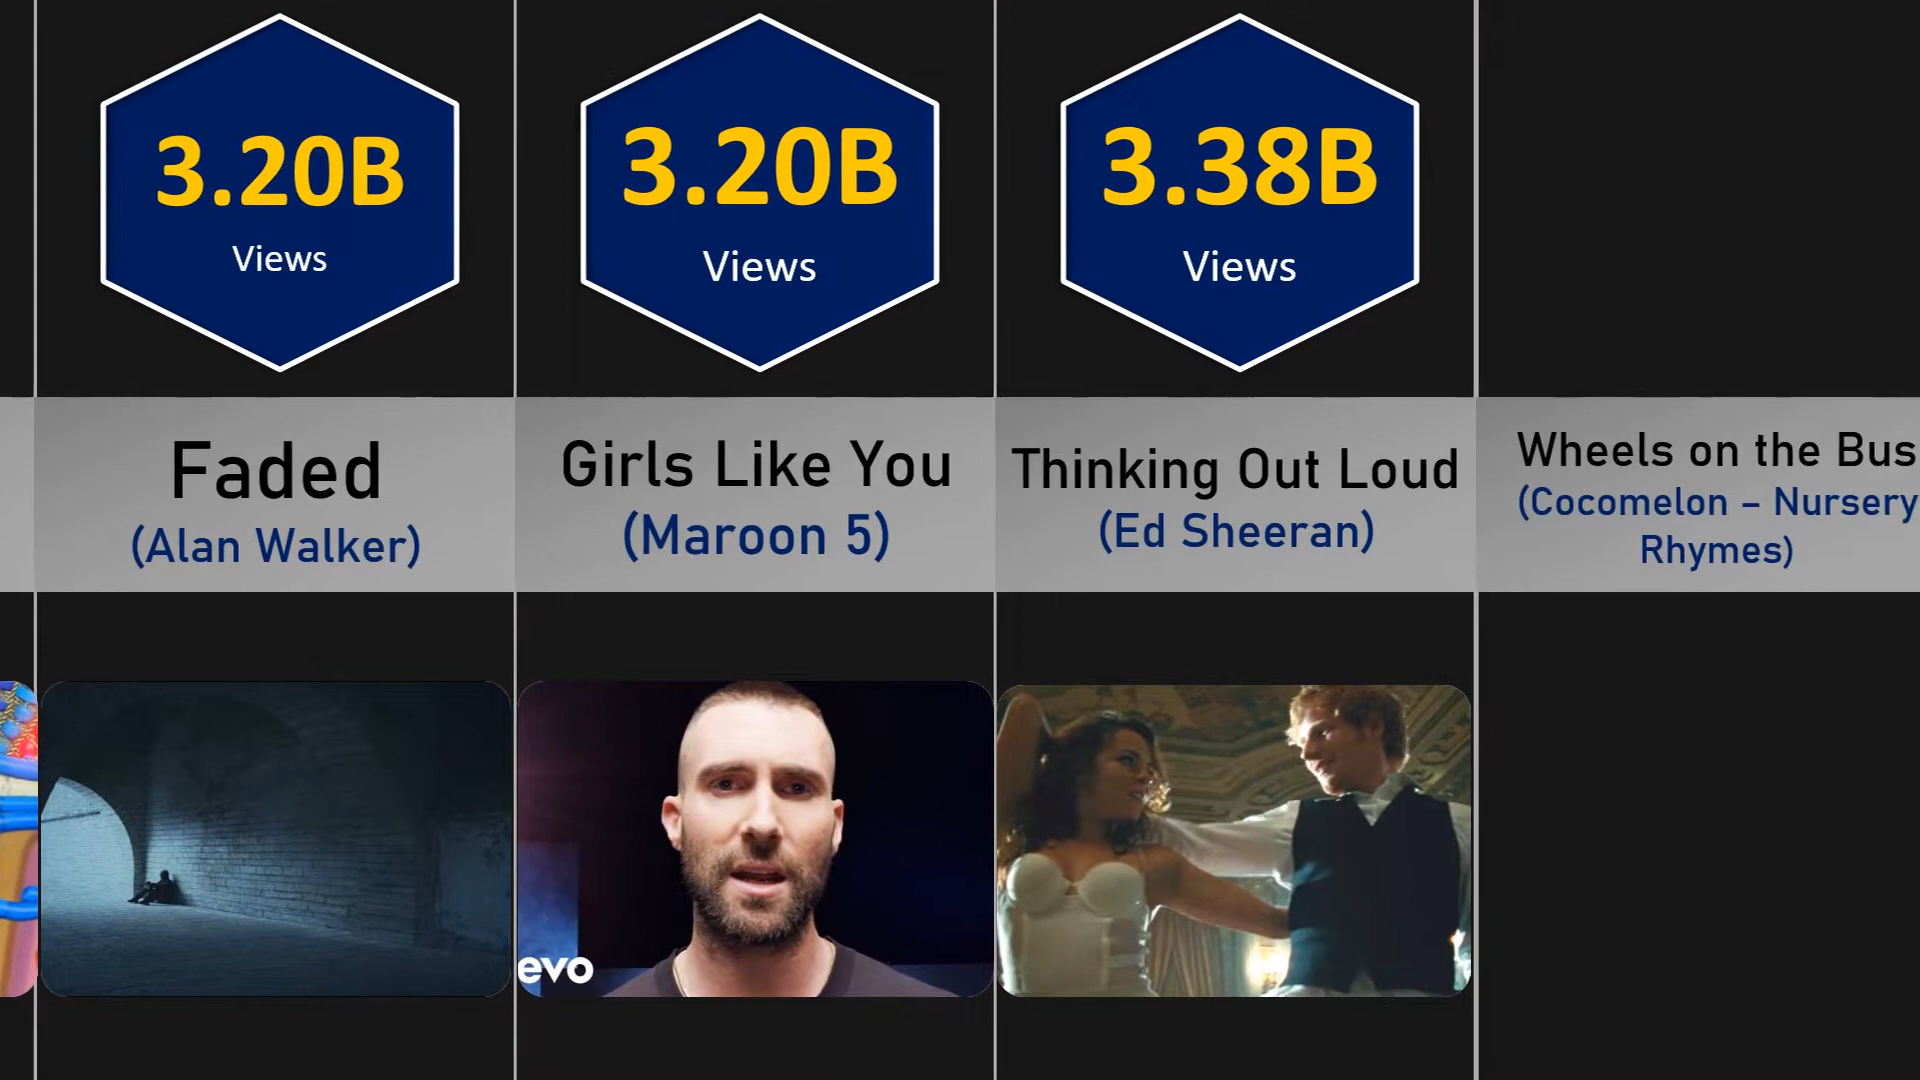 3.20B
Views
3.20B
Views
3.38B
Views
Faded
(Alan Walker)
Girls Like You
(Maroon 5)
Thinking Out Loud
(Ed Sheeran)
Wheels on the Bus
(Cocomelon – Nursery
Rhymes)
evo